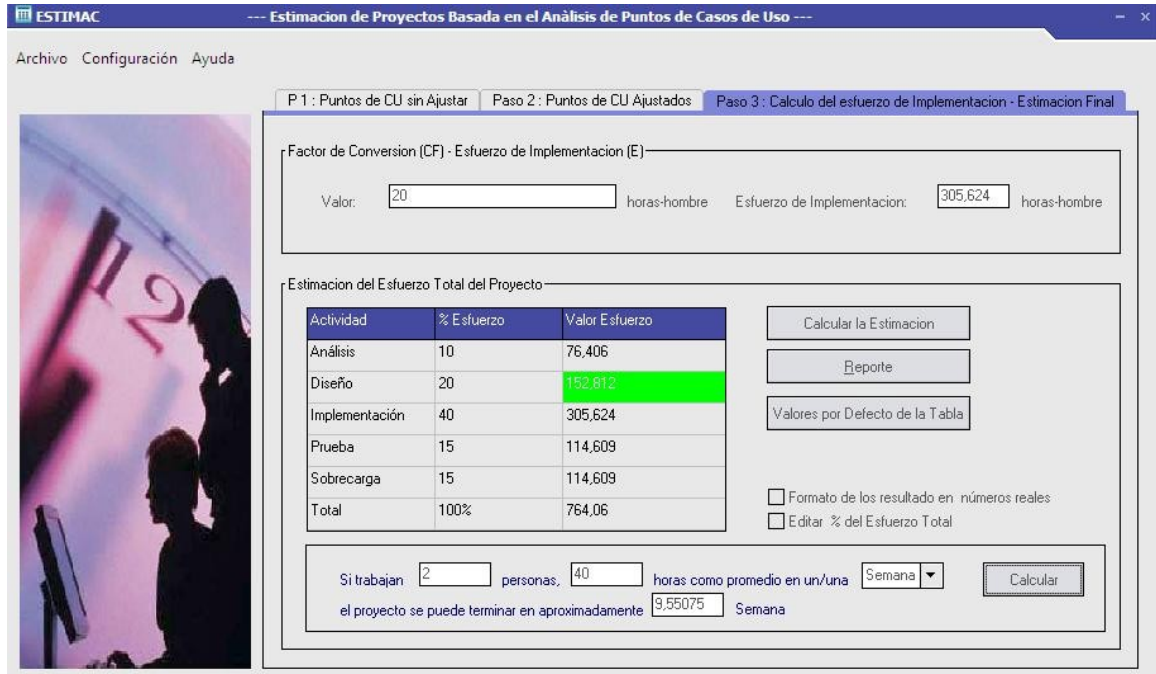 ESTIMAC --- Estimacion de Proyectos Basada en el Anàlisis de Puntos de Casos de Uso ---
Archivo Configuración Ayuda
P 1 : Puntos de CU sin Ajustar Paso 2 : Puntos de CU Ajustados Paso 3 : Calculo del esfuerzo de Implementacion - Estimacion Final
Factor de Conversion (CF) - Esfuerzo de Implementacion (E)
Valor: 20 horas-hombre Esfuerzo de Implementacion: 305,624 horas-hombre
Estimacion del Esfuerzo Total del Proyecto
Actividad % Esfuerzo Valor Esfuerzo
Análisis 10 76,406
Diseño 20 152,812
Implementación 40 305,624
Prueba 15 114,609
Sobrecarga 15 114,609
Total 100% 764,06
Calcular la Estimacion
Reporte
Valores por Defecto de la Tabla
Formato de los resultado en números reales
Editar % del Esfuerzo Total
Si trabajan 2 personas, 40 horas como promedio en un/una Semana Calcular
el proyecto se puede terminar en aproximadamente 9,55075 Semana
12